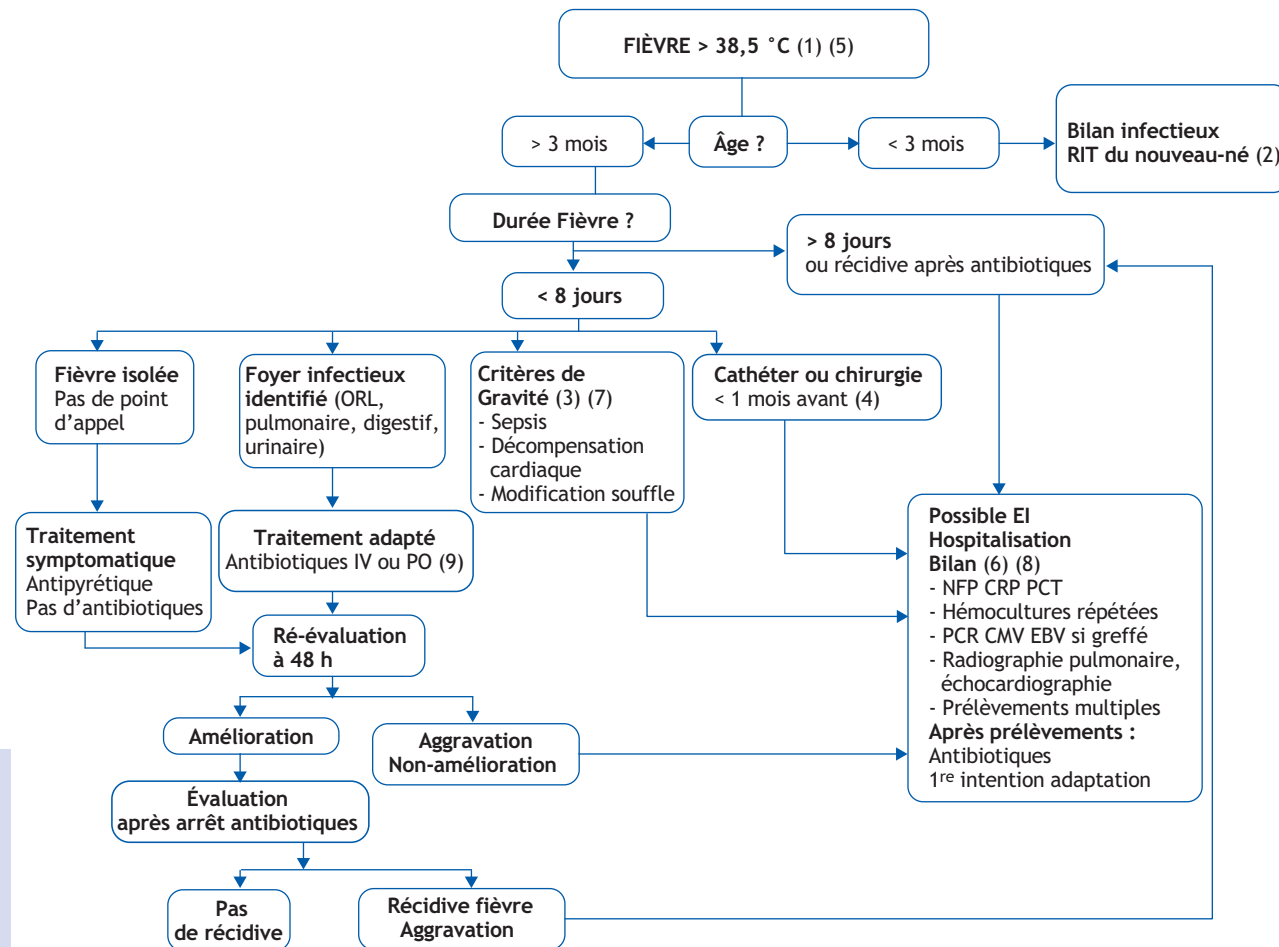 FIÈVRE > 38,5 °C (1) (5)
> 3 mois
Âge ?
< 3 mois
Bilan infectieux
RIT du nouveau-né (2)
Durée Fièvre ?
> 8 jours
ou récidive après antibiotiques
< 8 jours
Fièvre isolée
Pas de point
d’appel
Foyer infectieux
identifié (ORL,
pulmonaire, digestif,
urinaire)
Critères de
Gravité (3) (7)
- Sepsis
- Décompensation
cardiaque
- Modification souffle
Cathéter ou chirurgie
< 1 mois avant (4)
Traitement
symptomatique
Antipyrétique
Pas d’antibiotiques
Traitement adapté
Antibiotiques IV ou PO (9)
Possible EI
Hospitalisation
Bilan (6) (8)
- NFP CRP PCT
- Hémocultures répétées
- PCR CMV EBV si greffé
- Radiographie pulmonaire,
échocardiographie
- Prélèvements multiples
Après prélèvements :
Antibiotiques
1re intention adaptation
Ré-évaluation
à 48 h
Amélioration
Aggravation
Non-amélioration
Évaluation
après arrêt antibiotiques
Pas
de récidive
Récidive fièvre
Aggravation